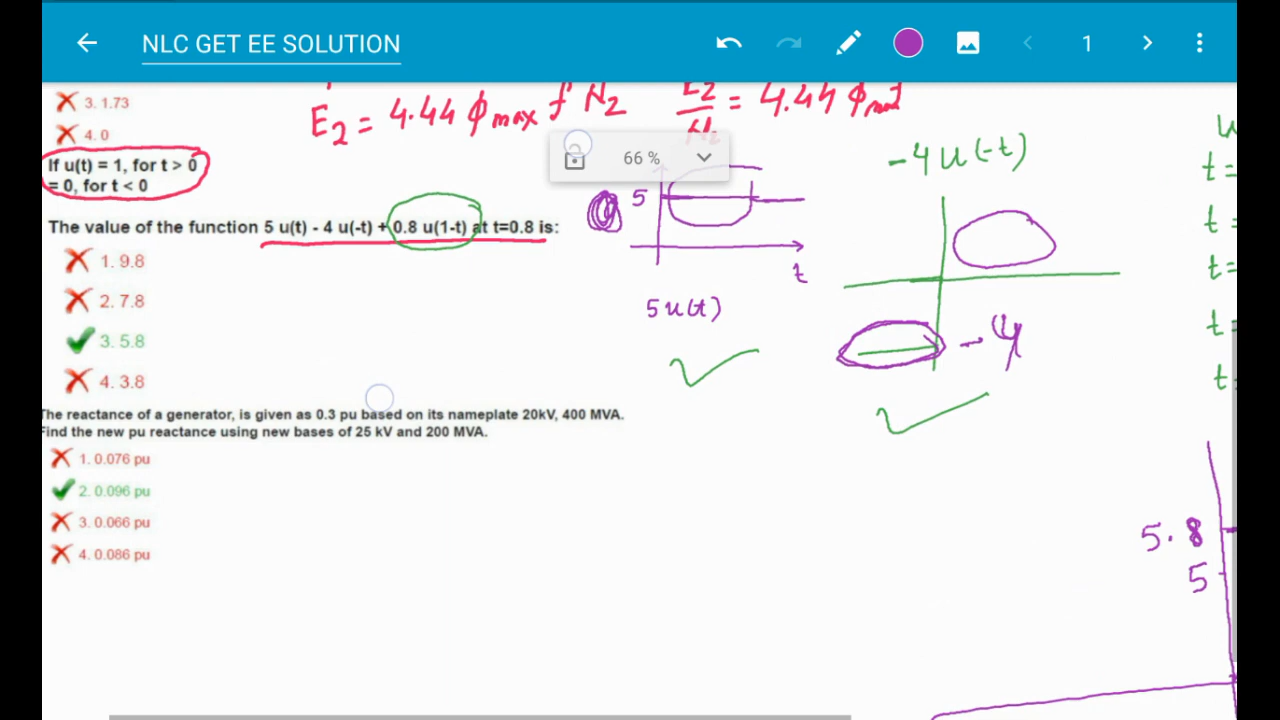 NLC GET EE SOLUTION
1
3. 1.73
4. 0
E2 = 4.44 ϕmax f N2
E2/N2 = 4.44 ϕm
66 %
If u(t) = 1, for t > 0
= 0, for t < 0
The value of the function 5 u(t) - 4 u(-t) + 0.8 u(1-t) at t=0.8 is:
1. 9.8
2. 7.8
3. 5.8
4. 3.8
5
t
5u(t)
-4u(-t)
-4
u
t=
t=
t=
t=
t=
The reactance of a generator, is given as 0.3 pu based on its nameplate 20kV, 400 MVA.
Find the new pu reactance using new bases of 25 kV and 200 MVA.
1. 0.076 pu
2. 0.096 pu
3. 0.066 pu
4. 0.086 pu
5.8
5